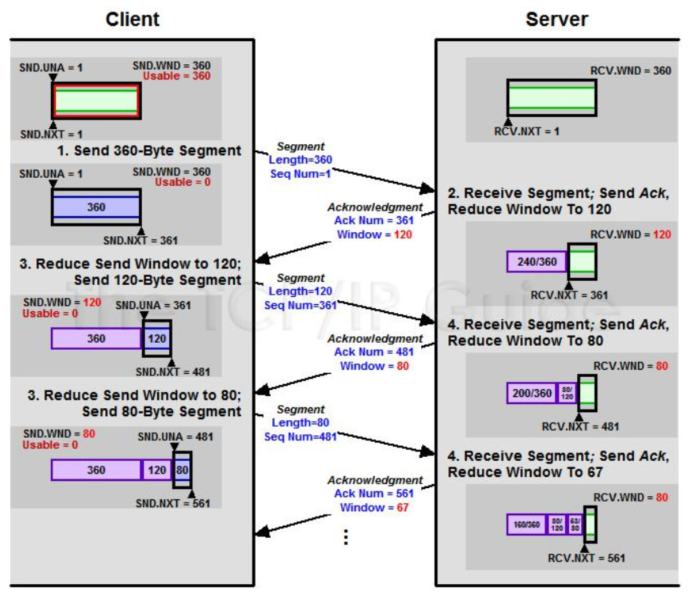 Client
Server
SND.UNA = 1
SND.WND = 360
Usable = 360
SND.NXT = 1
RCV.WND = 360
RCV.NXT = 1
1. Send 360-Byte Segment
Segment
Length=360
Seq Num=1
SND.UNA = 1
SND.WND = 360
Usable = 0
360
SND.NXT = 361
2. Receive Segment; Send Ack,
Reduce Window To 120
Acknowledgment
Ack Num = 361
Window = 120
RCV.WND = 120
240/360
RCV.NXT = 361
3. Reduce Send Window to 120;
Send 120-Byte Segment
Segment
Length=120
Seq Num=361
SND.WND = 120
Usable = 0
SND.UNA = 361
360
120
SND.NXT = 481
The TCP/IP Guide
4. Receive Segment; Send Ack,
Reduce Window To 80
Acknowledgment
Ack Num = 481
Window = 80
RCV.WND = 80
200/360
80/
120
RCV.NXT = 481
3. Reduce Send Window to 80;
Send 80-Byte Segment
Segment
Length=80
Seq Num=481
SND.WND = 80
Usable = 0
SND.UNA = 481
360
120
80
SND.NXT = 561
4. Receive Segment; Send Ack,
Reduce Window To 67
Acknowledgment
Ack Num = 561
Window = 67
RCV.WND = 80
160/360
80/
120
63/
80
RCV.NXT = 561